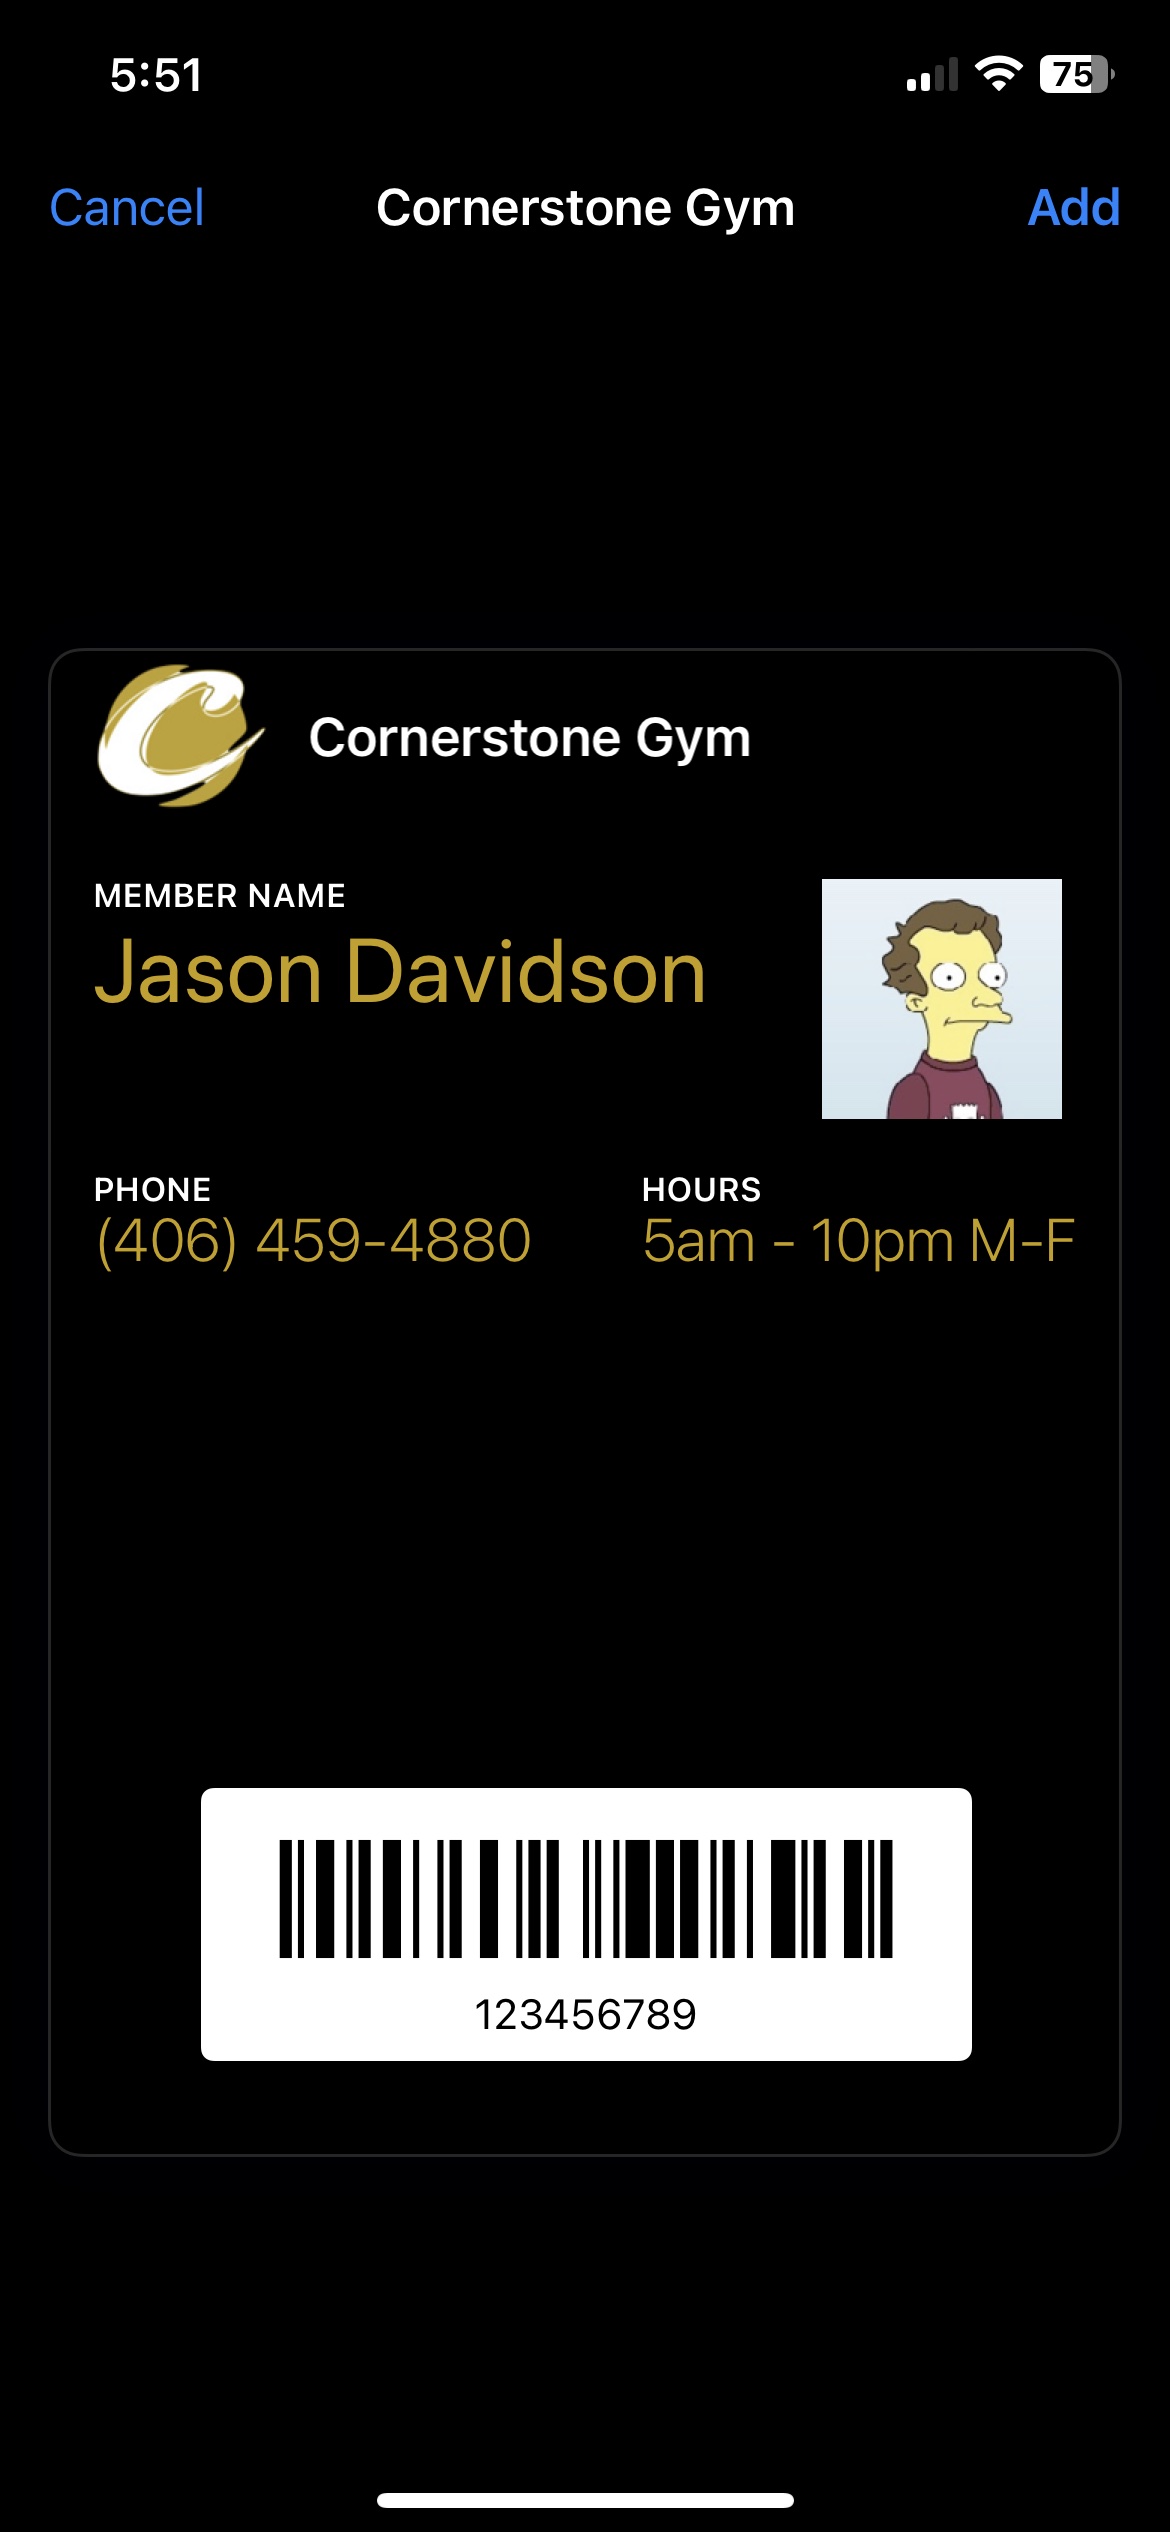 5:51
75
Cancel
Cornerstone Gym
Add
Cornerstone Gym
MEMBER NAME
Jason Davidson
PHONE
HOURS
(406) 459-4880
5am - 10pm M-F
123456789